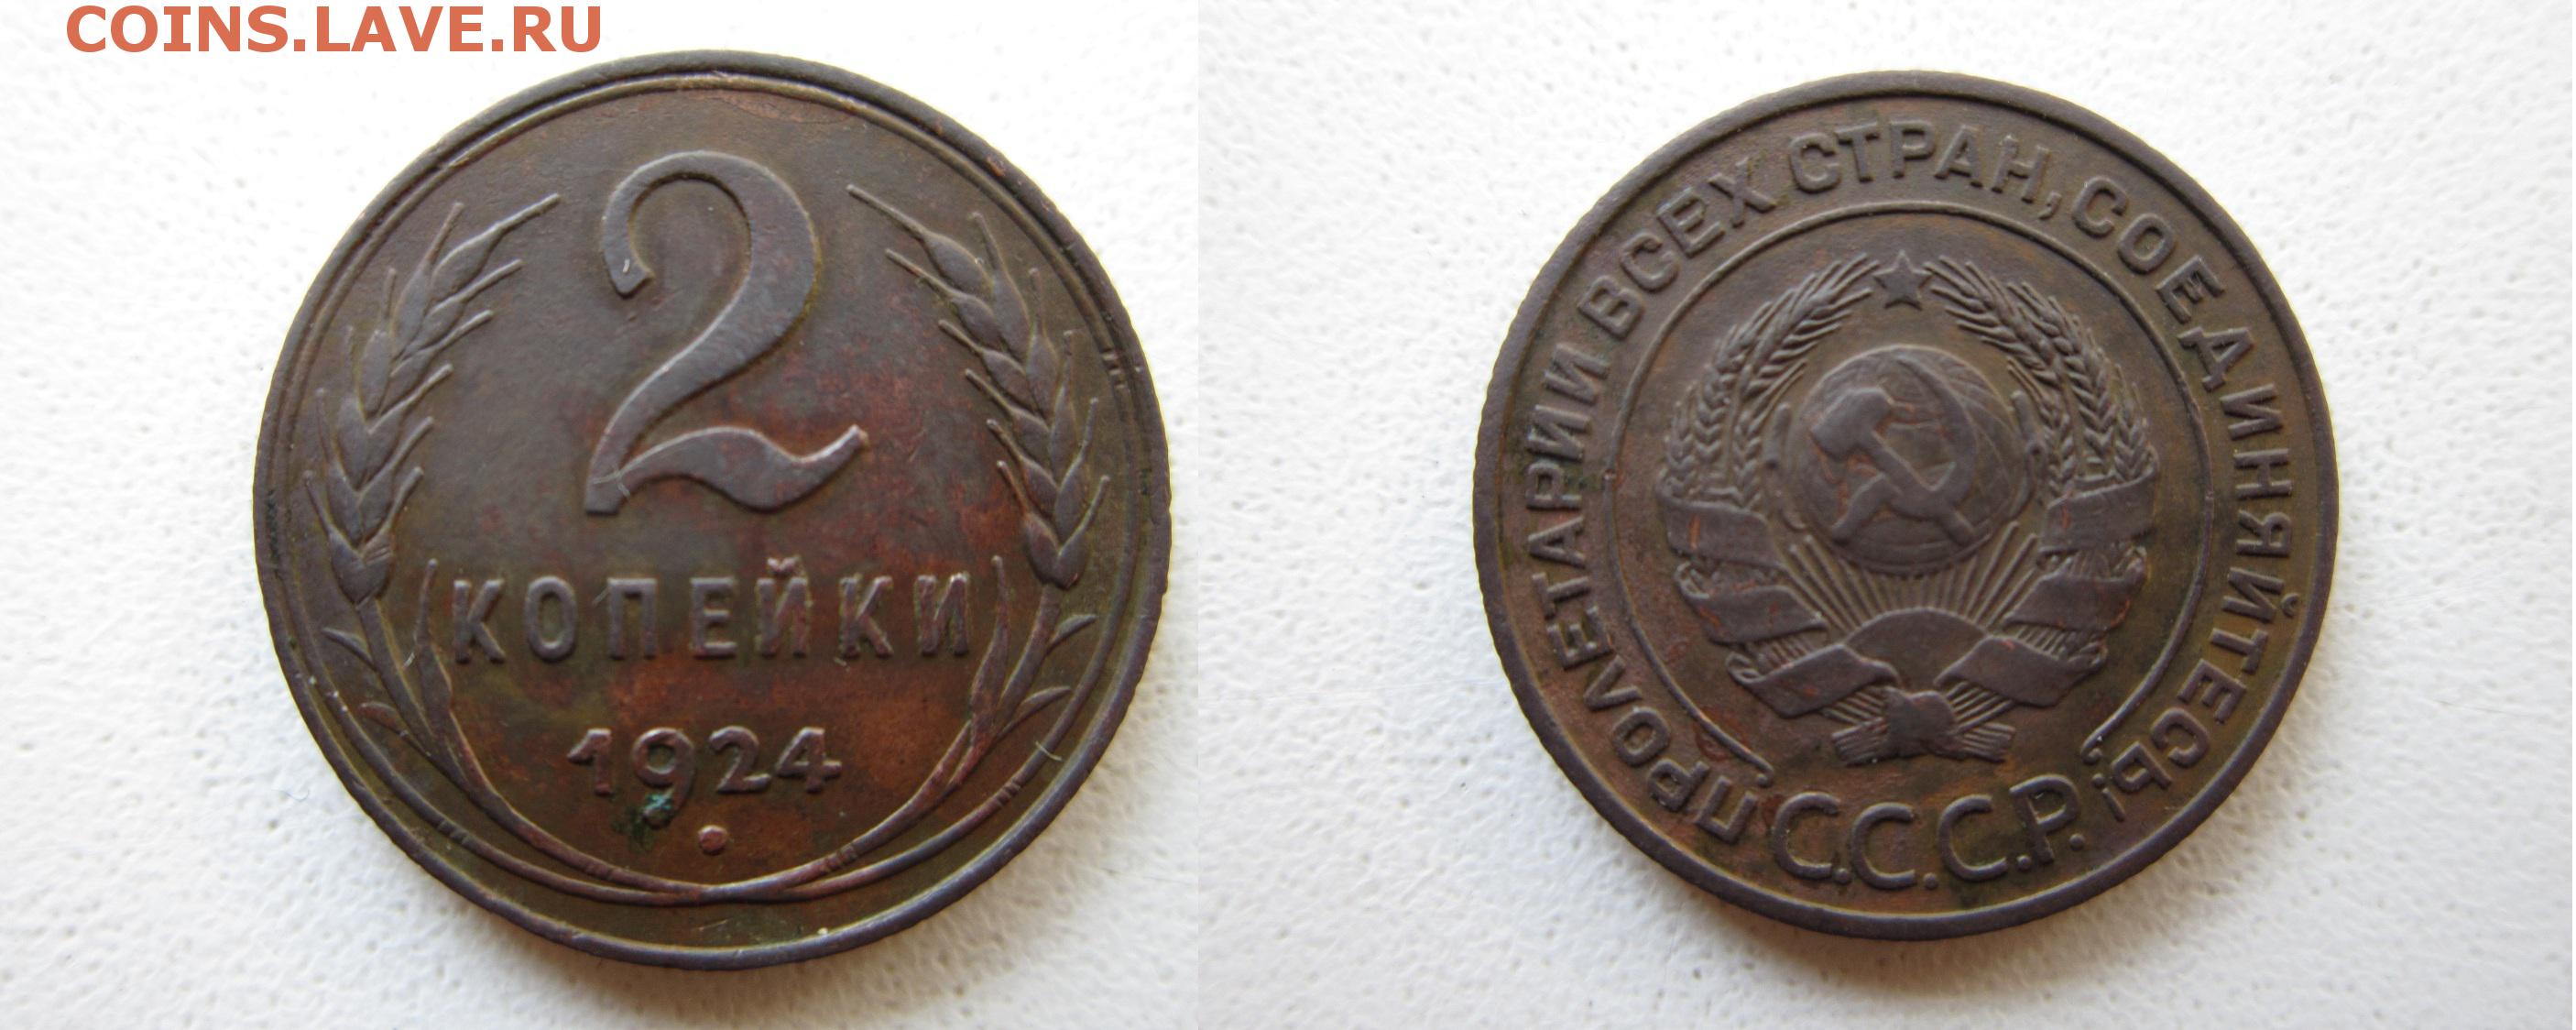 COINS.LAVE.RU
2
КОПЕЙКИ
1924
ПРОЛЕТАРИИ ВСЕХ СТРАН, СОЕДИНЯЙТЕСЬ!
С.С.С.Р.